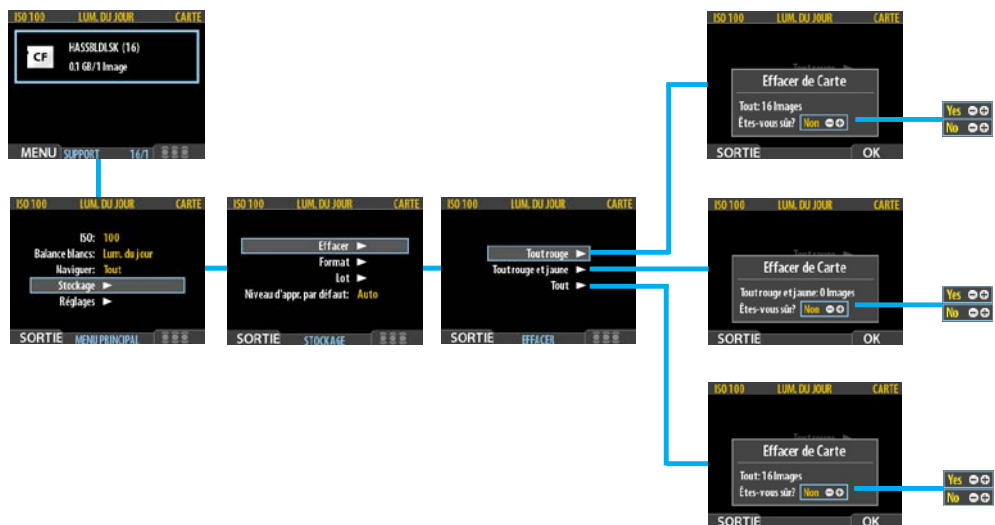 ISO 100 LUM. DU JOUR CARTE
CF
HASSBLDLSK (16)
0.1 GB/1 Image
MENU SUPPORT 16/1
ISO 100 LUM. DU JOUR CARTE
ISO: 100
Balance blancs: Lum. du jour
Naviguer: Tout
Stockage
Réglages
SORTIE MENU PRINCIPAL
ISO 100 LUM. DU JOUR CARTE
Effacer
Format
Lot
Niveau d'appr. par défaut: Auto
SORTIE STOCKAGE
ISO 100 LUM. DU JOUR CARTE
Tout rouge
Tout rouge et jaune
Tout
SORTIE EFFACER
ISO 100 LUM. DU JOUR CARTE
Tout rouge
Effacer de Carte
Tout: 16 Images
Êtes-vous sûr? Non
SORTIE OK
Yes
No
ISO 100 LUM. DU JOUR CARTE
Effacer de Carte
Tout rouge et jaune: 0 Images
Êtes-vous sûr? Non
SORTIE OK
Yes
No
ISO 100 LUM. DU JOUR CARTE
Tout rouge
Effacer de Carte
Tout: 16 Images
Êtes-vous sûr? Non
SORTIE OK
Yes
No